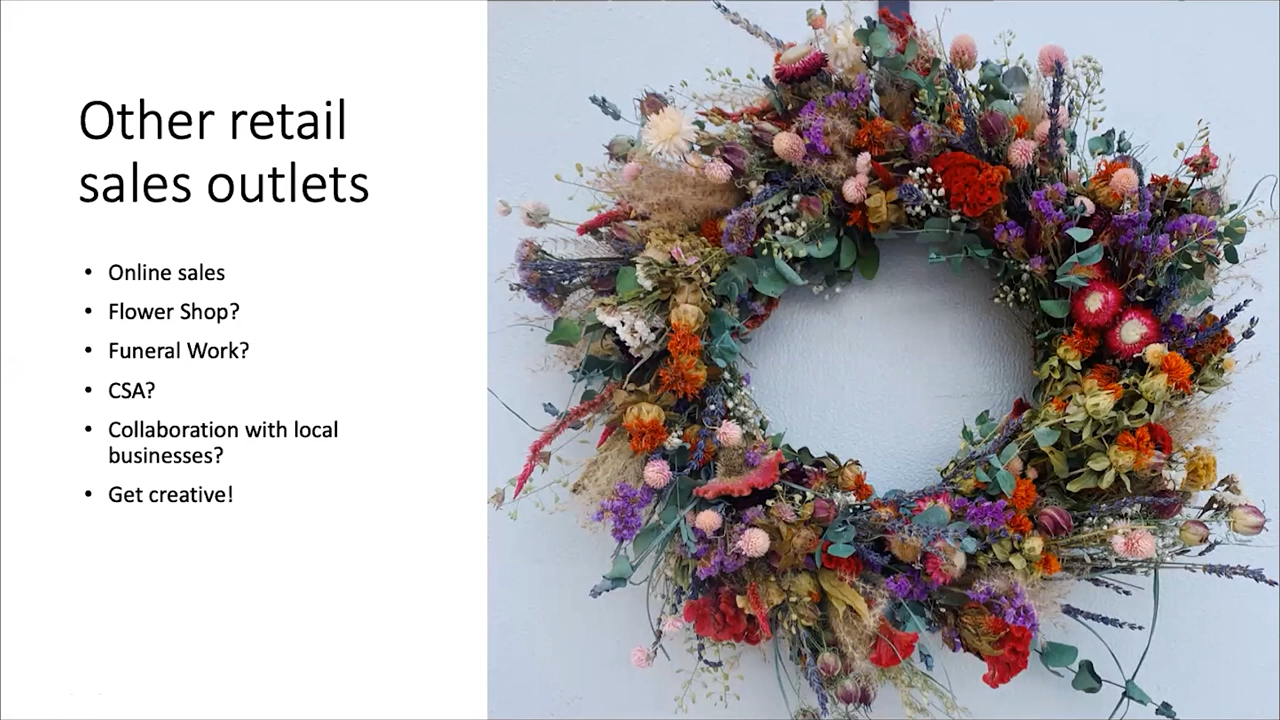 Other retail
sales outlets
• Online sales
• Flower Shop?
• Funeral Work?
• CSA?
• Collaboration with local
businesses?
• Get creative!